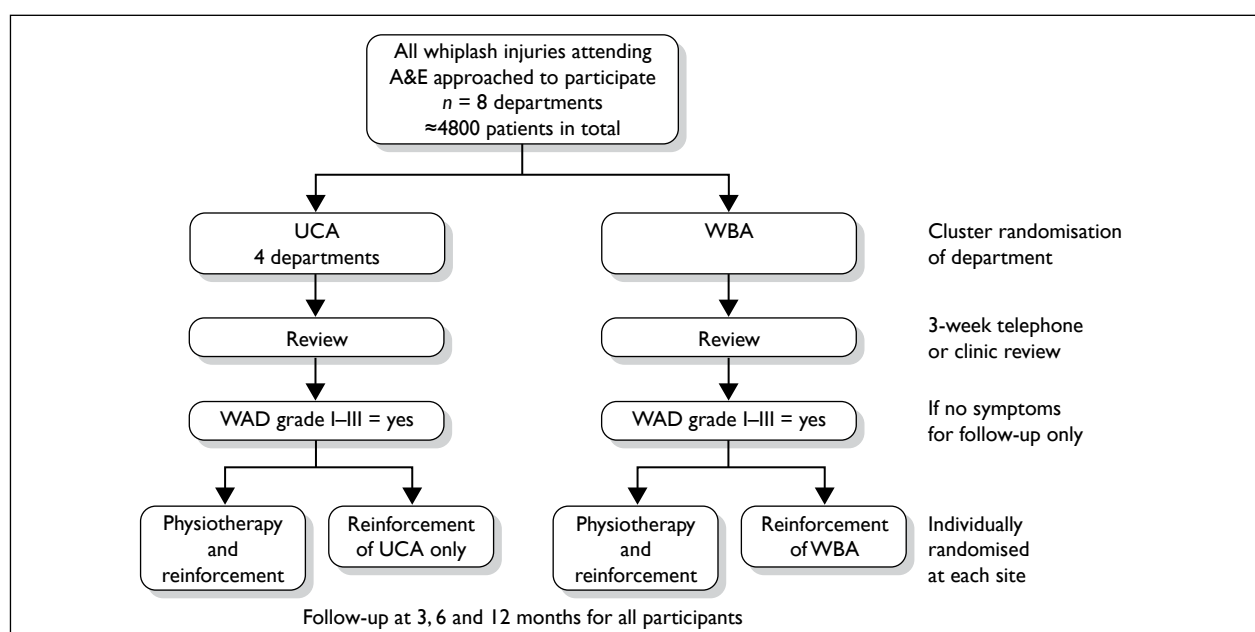 All whiplash injuries attending
A&E approached to participate
n = 8 departments
≈4800 patients in total
UCA
4 departments
WBA
Cluster randomisation
of department
Review
Review
3-week telephone
or clinic review
WAD grade I–III = yes
WAD grade I–III = yes
If no symptoms
for follow-up only
Physiotherapy
and
reinforcement
Reinforcement
of UCA only
Physiotherapy
and
reinforcement
Reinforcement
of WBA
Individually
randomised
at each site
Follow-up at 3, 6 and 12 months for all participants